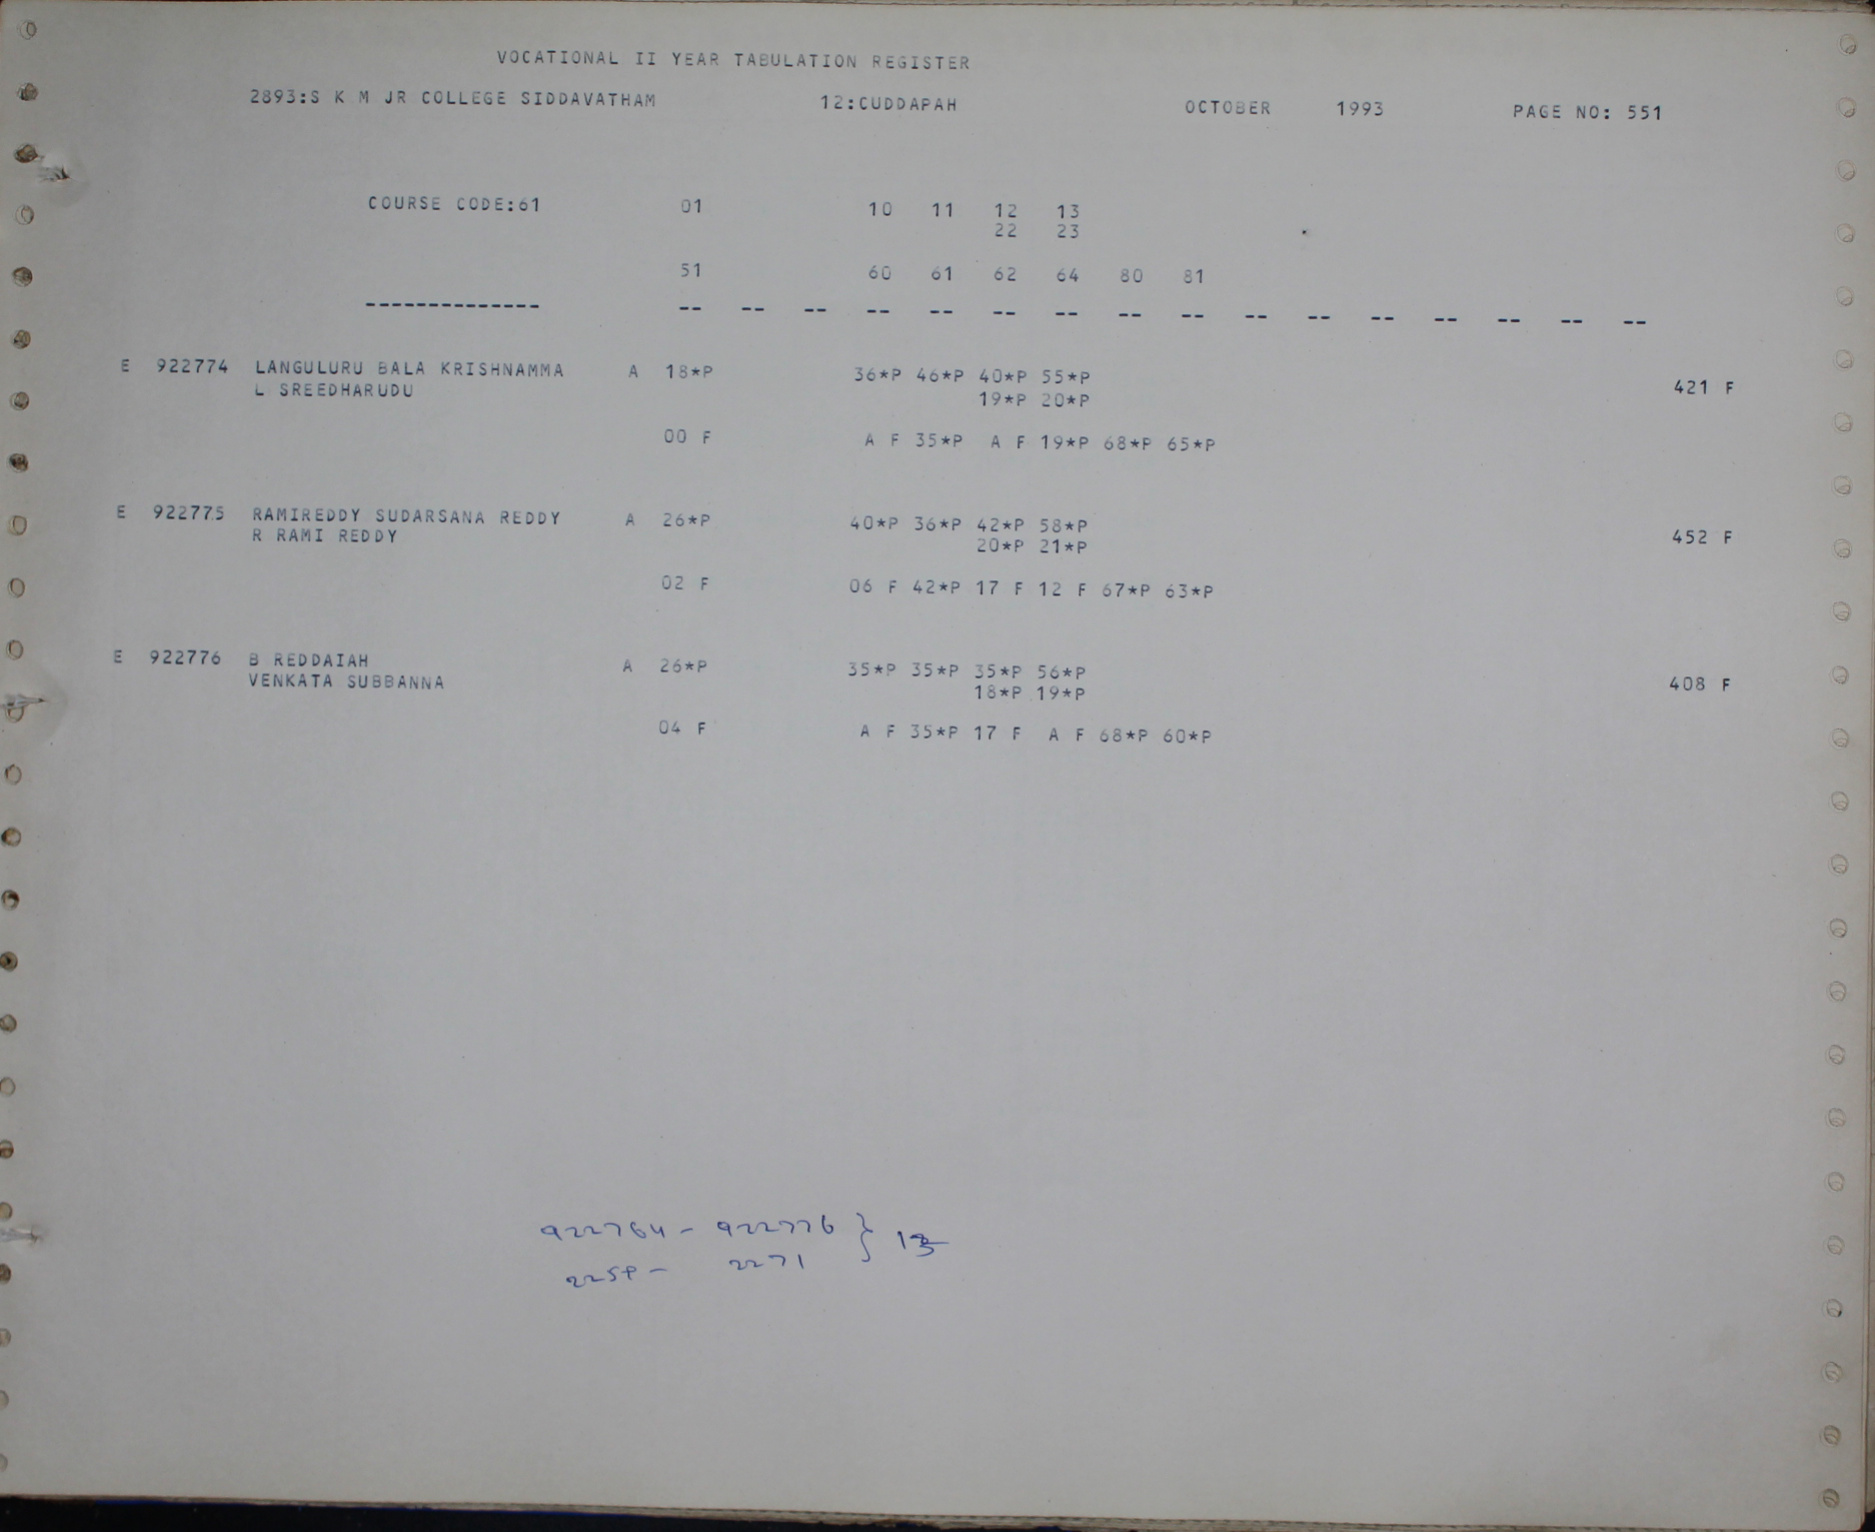 VOCATIONAL II YEAR TABULATION REGISTER
2893:S K M JR COLLEGE SIDDAVATHAM 12:CUDDAPAH OCTOBER 1993 PAGE NO: 551
COURSE CODE:61 01 10 11 12 13
22 23
51 60 61 62 64 80 81
-------------- -- -- -- -- -- -- -- -- -- -- -- -- -- -- -- --
E 922774 LANGULURU BALA KRISHNAMMA A 18*P 36*P 46*P 40*P 55*P
L SREEDHARUDU 19*P 20*P 421 F
00 F A F 35*P A F 19*P 68*P 65*P
E 922775 RAMIREDDY SUDARSANA REDDY A 26*P 40*P 36*P 42*P 58*P
R RAMI REDDY 20*P 21*P 452 F
02 F 06 F 42*P 17 F 12 F 67*P 63*P
E 922776 B REDDAIAH A 26*P 35*P 35*P 35*P 56*P
VENKATA SUBBANNA 18*P 19*P 408 F
04 F A F 35*P 17 F A F 68*P 60*P
922764 - 922776 } 13
2259 - 2271